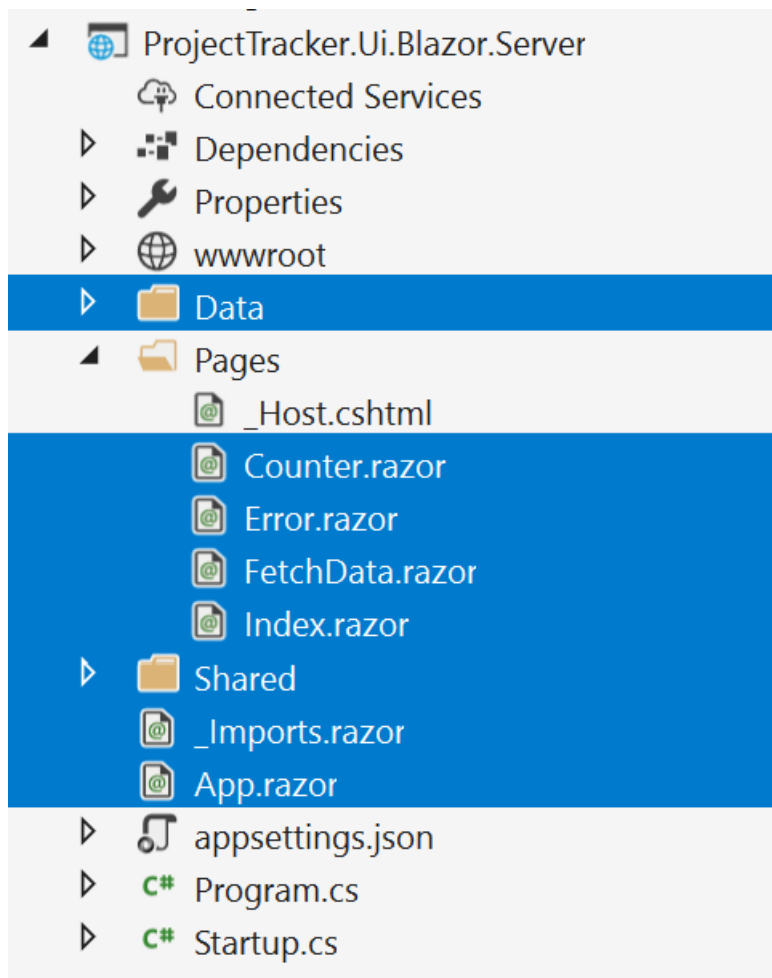 ProjectTracker.Ui.Blazor.Server
Connected Services
Dependencies
Properties
wwwroot
Data
Pages
@ _Host.cshtml
@ Counter.razor
@ Error.razor
@ FetchData.razor
@ Index.razor
Shared
@ _Imports.razor
@ App.razor
appsettings.json
C# Program.cs
C# Startup.cs